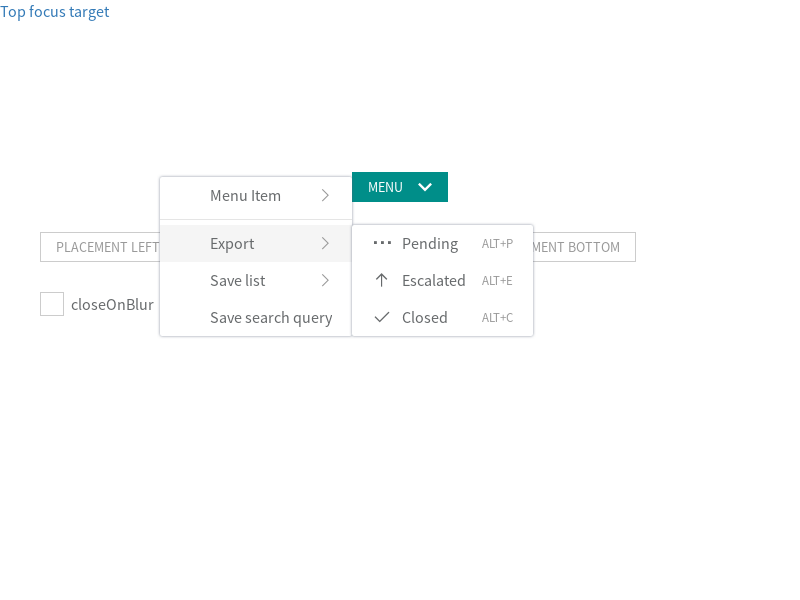 Top focus target
MENU
Menu Item
PLACEMENT LEFT
Export
Pending ALT+P
Save list
Escalated ALT+E
closeOnBlur
Save search query
Closed ALT+C
BOTTOM